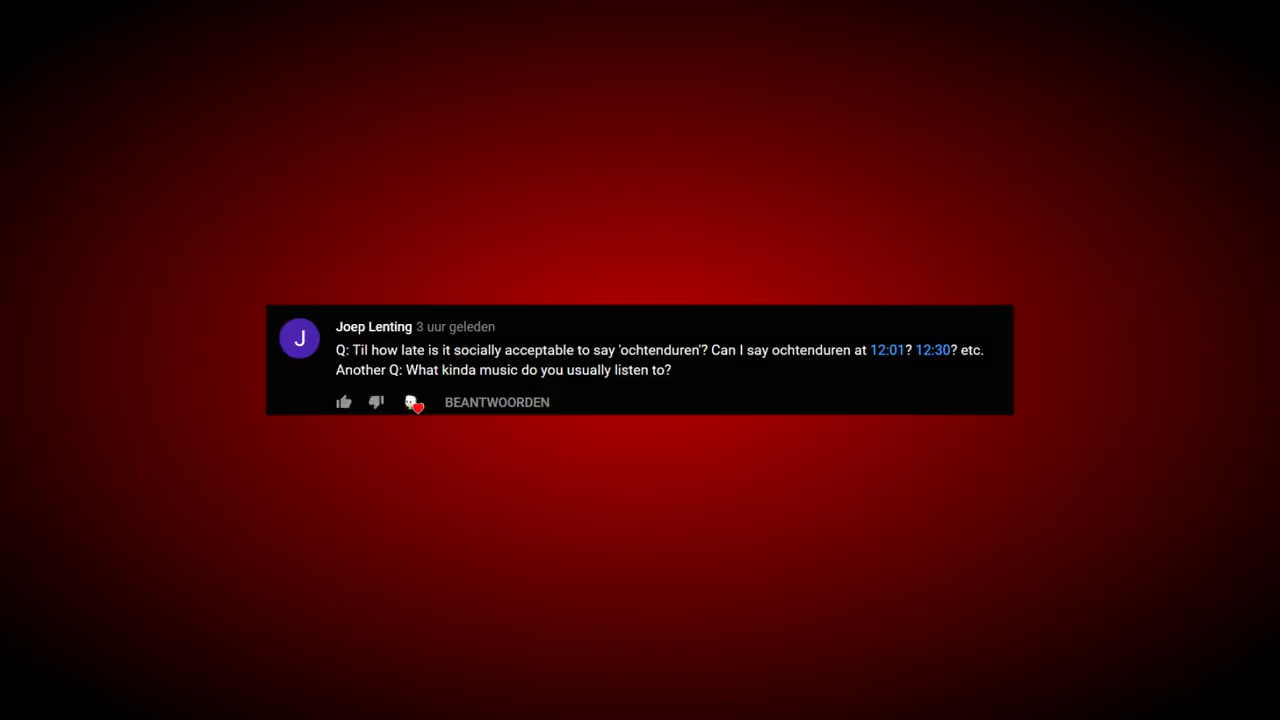 J
Joep Lenting 3 uur geleden
Q: Til how late is it socially acceptable to say 'ochtenduren'? Can I say ochtenduren at 12:01? 12:30? etc.
Another Q: What kinda music do you usually listen to?
BEANTWOORDEN